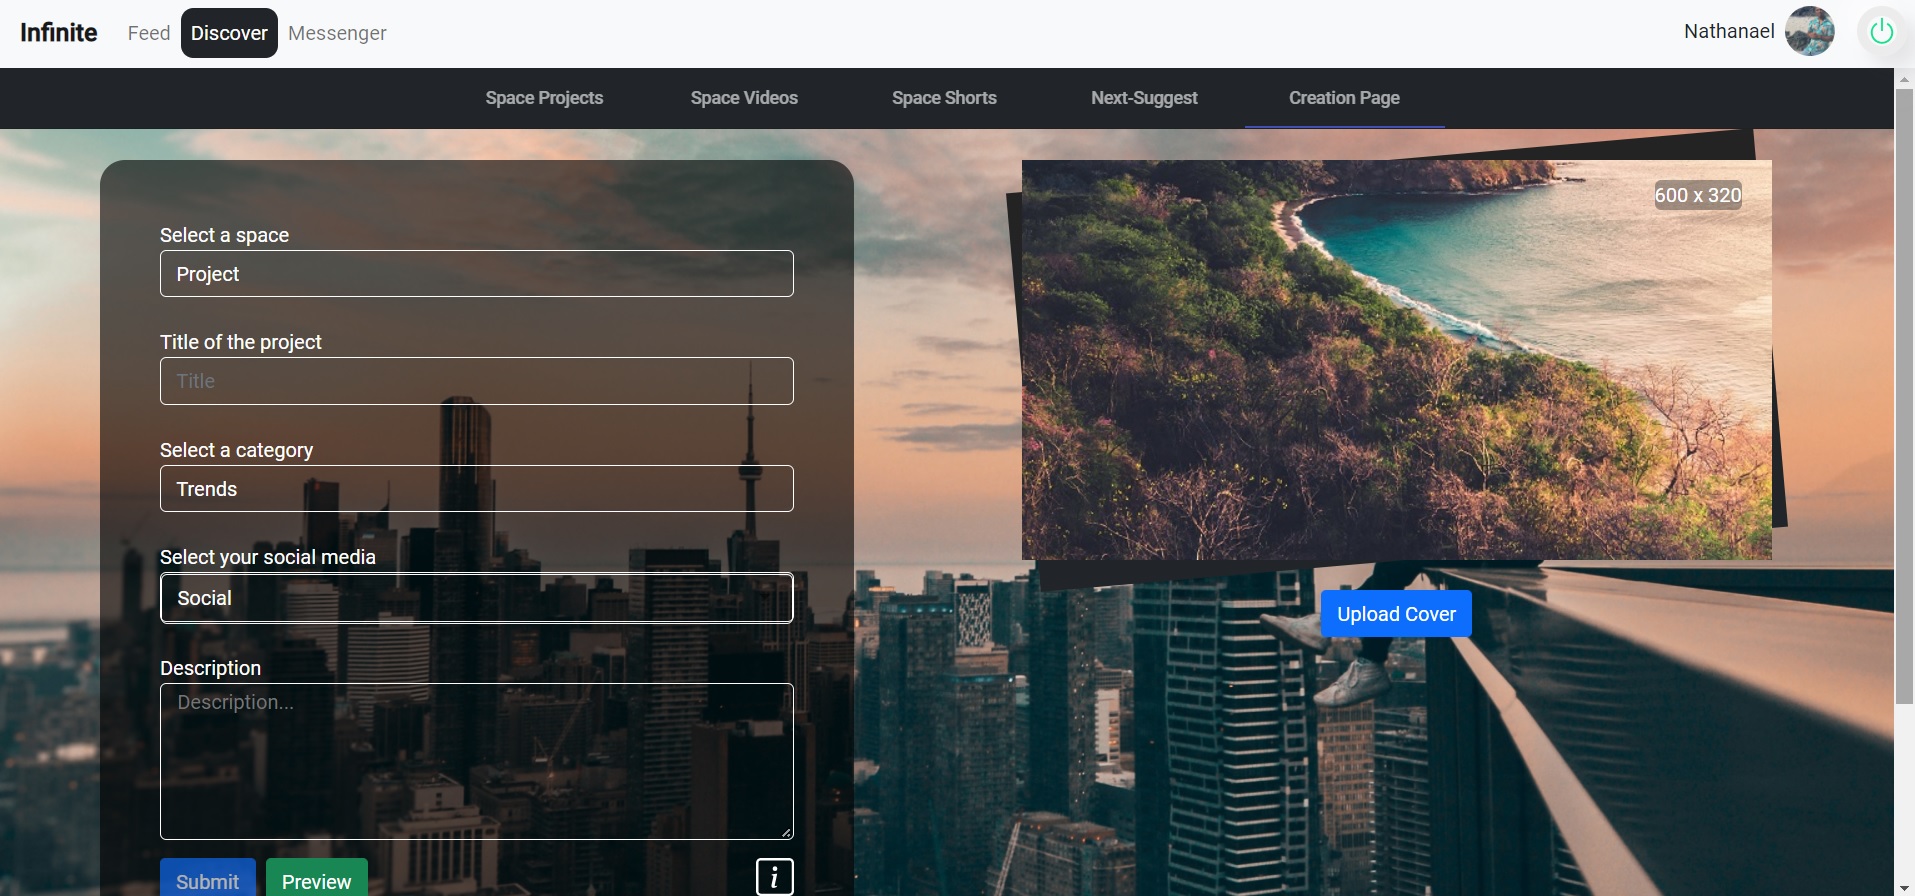 Infinite Feed Discover Messenger Nathanael
Space Projects Space Videos Space Shorts Next-Suggest Creation Page
600 x 320
Select a space
Project
Title of the project
Title
Select a category
Trends
Select your social media
Social
Upload Cover
Description
Description...
Submit Preview i